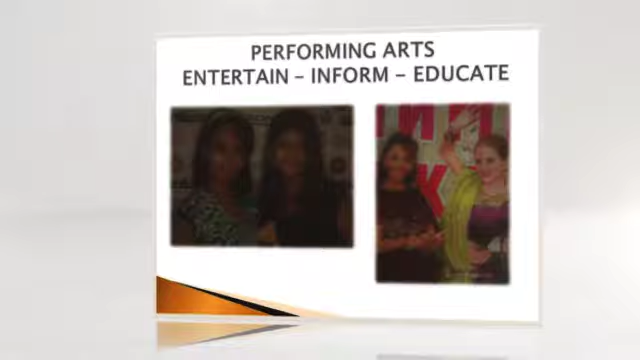 PERFORMING ARTS
ENTERTAIN – INFORM – EDUCATE